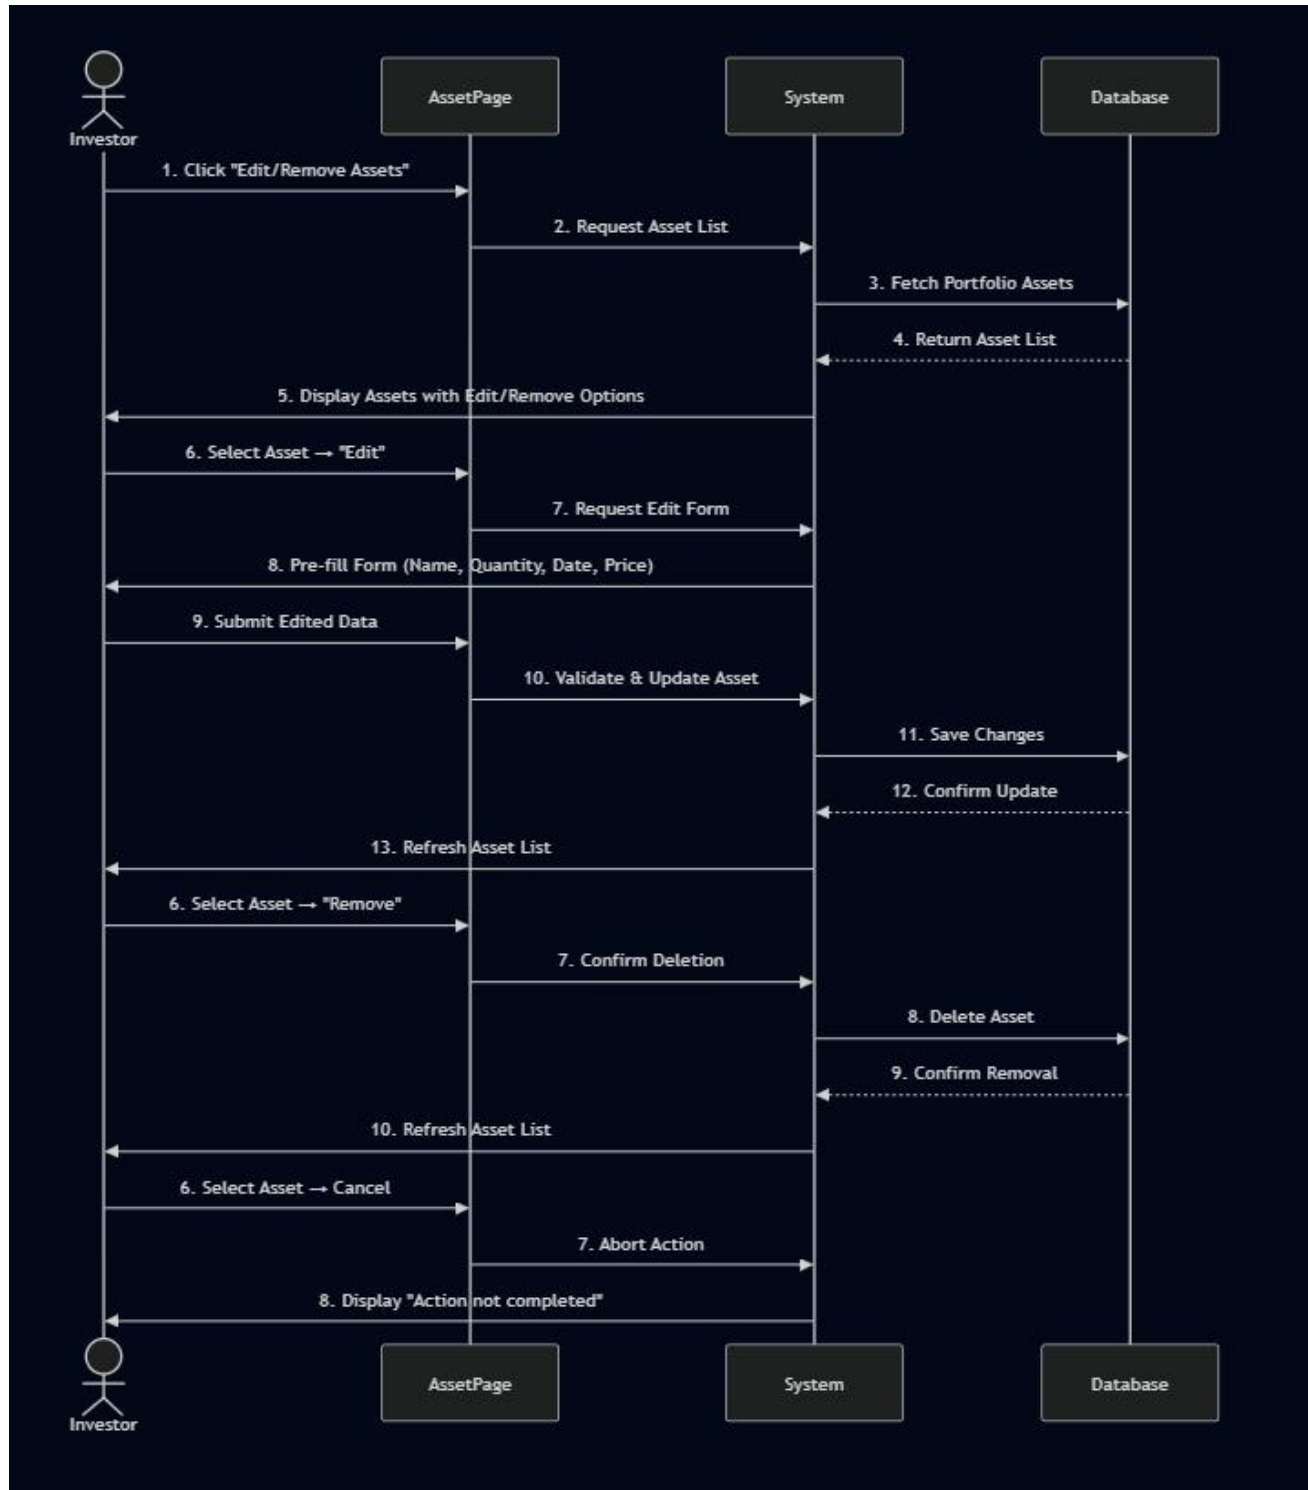 Investor
AssetPage
System
Database
1. Click "Edit/Remove Assets"
2. Request Asset List
3. Fetch Portfolio Assets
4. Return Asset List
5. Display Assets with Edit/Remove Options
6. Select Asset → "Edit"
7. Request Edit Form
8. Pre-fill Form (Name, Quantity, Date, Price)
9. Submit Edited Data
10. Validate & Update Asset
11. Save Changes
12. Confirm Update
13. Refresh Asset List
6. Select Asset → "Remove"
7. Confirm Deletion
8. Delete Asset
9. Confirm Removal
10. Refresh Asset List
6. Select Asset → Cancel
7. Abort Action
8. Display "Action not completed"
Investor
AssetPage
System
Database